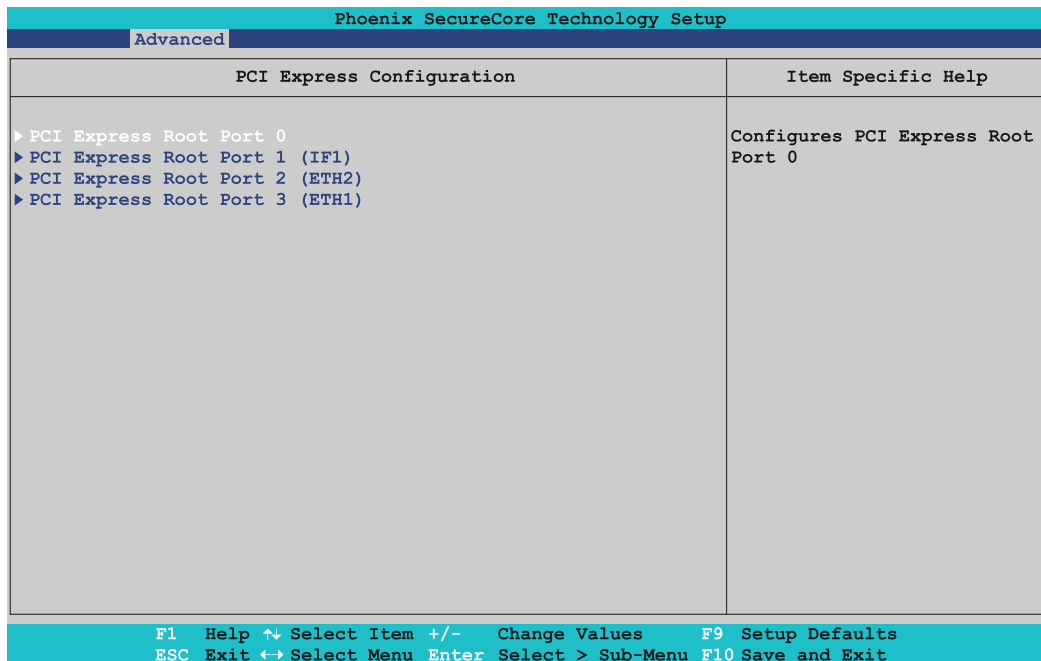 Phoenix SecureCore Technology Setup
Advanced
PCI Express Configuration
Item Specific Help
PCI Express Root Port 0
PCI Express Root Port 1 (IF1)
PCI Express Root Port 2 (ETH2)
PCI Express Root Port 3 (ETH1)
Configures PCI Express Root
Port 0
F1 Help ↑↓ Select Item +/- Change Values F9 Setup Defaults
ESC Exit ←→ Select Menu Enter Select > Sub-Menu F10 Save and Exit